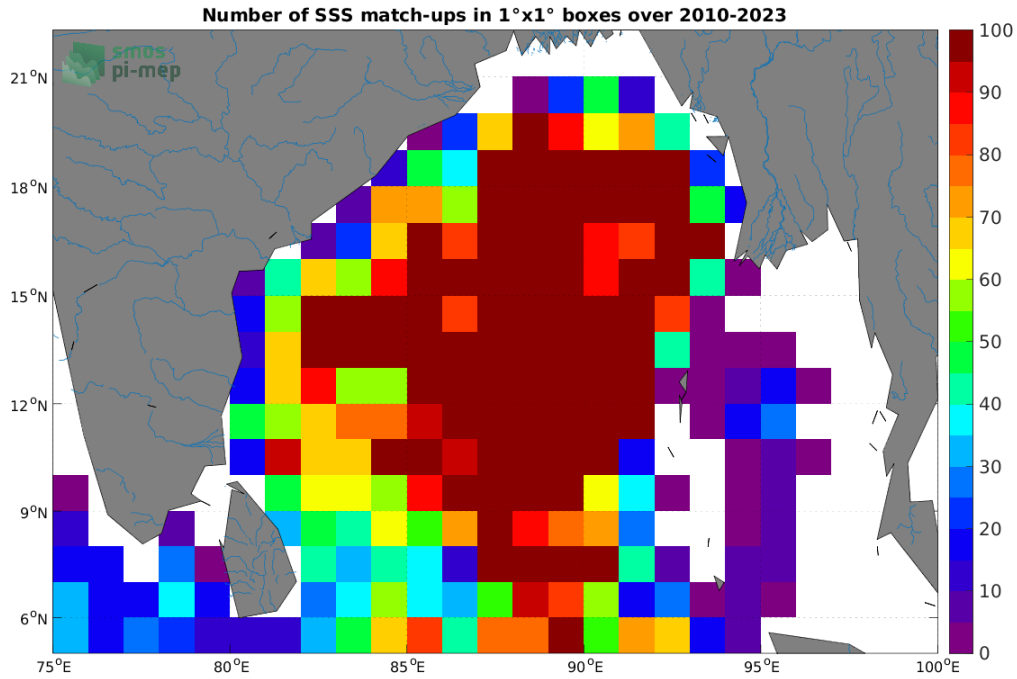 Number of SSS match-ups in 1°x1° boxes over 2010-2023
smos
pi-mep
21°N
18°N
15°N
12°N
9°N
6°N
75°E
80°E
85°E
90°E
95°E
100°E
100
90
80
70
60
50
40
30
20
10
0